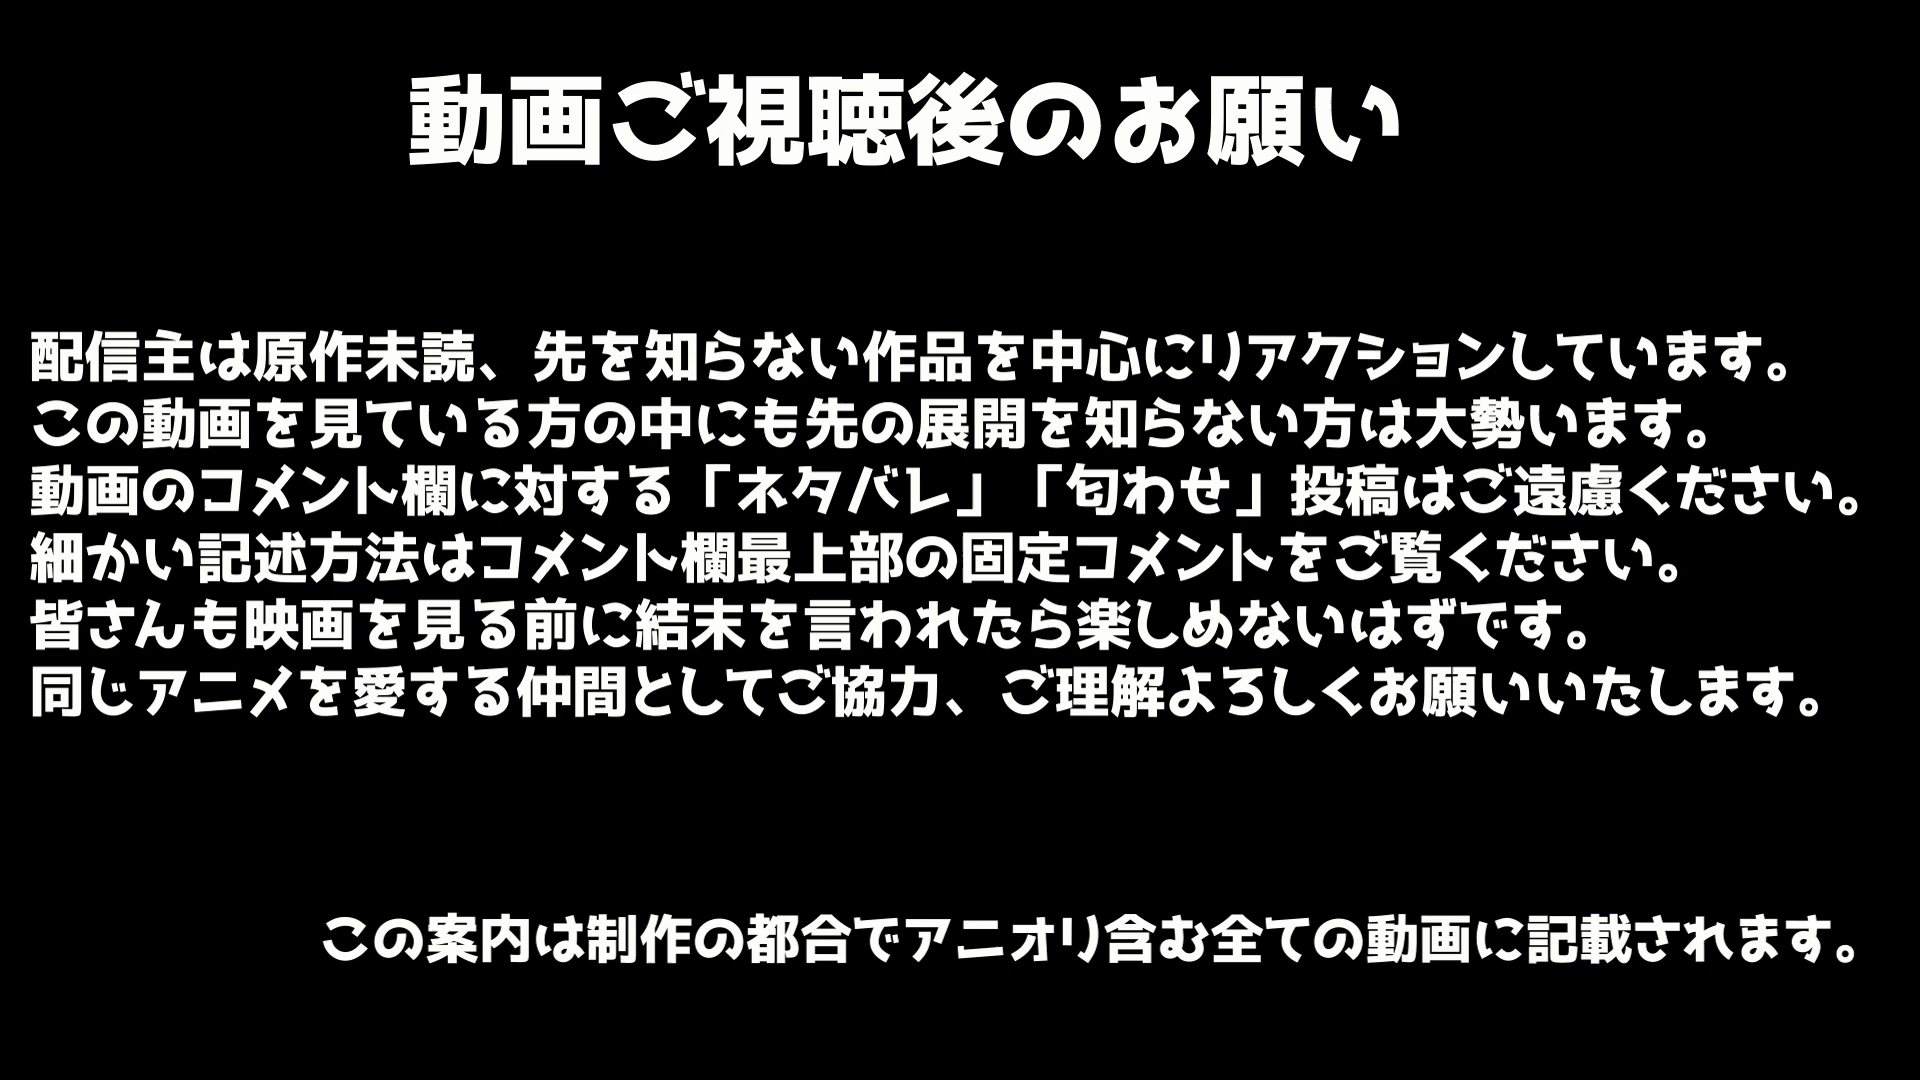 動画ご視聴後のお願い
配信主は原作未読、先を知らない作品を中心にリアクションしています。
この動画を見ている方の中にも先の展開を知らない方は大勢います。
動画のコメント欄に対する「ネタバレ」「匂わせ」投稿はご遠慮ください。
細かい記述方法はコメント欄最上部の固定コメントをご覧ください。
皆さんも映画を見る前に結末を言われたら楽しめないはずです。
同じアニメを愛する仲間としてご協力、ご理解よろしくお願いいたします。
この案内は制作の都合でアニオリ含む全ての動画に記載されます。